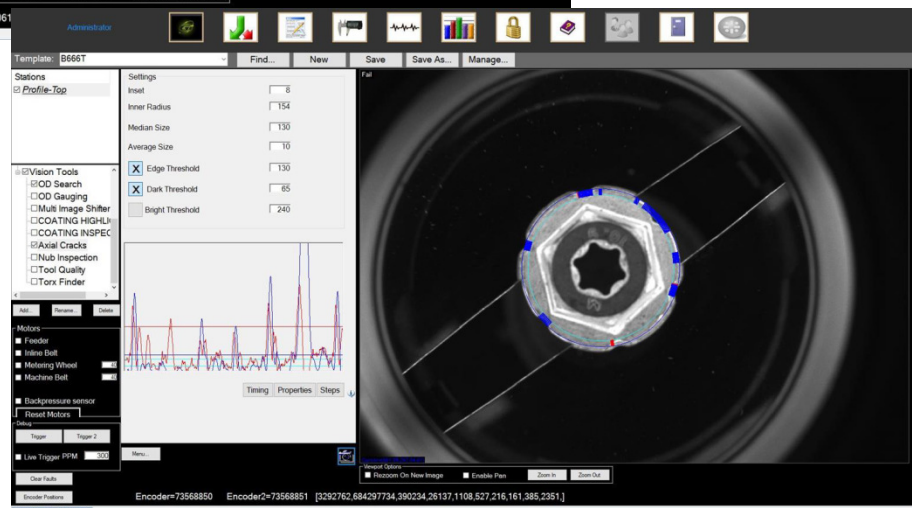 061
Administrator
Template: B666T Find... New Save Save As... Manage...
Stations
Profile-Top
Vision Tools
OD Search
OD Gauging
Multi Image Shifter
COATING HIGHLI
COATING INSPEC
Axial Cracks
Nub Inspection
Tool Quality
Torx Finder
Add... Rename... Delete
Motors
Feeder
Inline Belt
Metering Wheel 40
Machine Belt 40
Backpressure sensor
Reset Motors
Debug
Trigger Trigger 2
Live Trigger PPM 300
Clear Faults
Encoder Positions
Settings
Inset 8
Inner Radius 154
Median Size 130
Average Size 10
X Edge Threshold 130
X Dark Threshold 65
Bright Threshold 240
Timing Properties Steps
Menu...
Fail
Viewport Options
Rezoom On New Image Enable Pan Zoom In Zoom Out
Encoder=73568850 Encoder2=73568851 [3292762,684297734,390234,26137,1108,527,216,161,385,2351,]